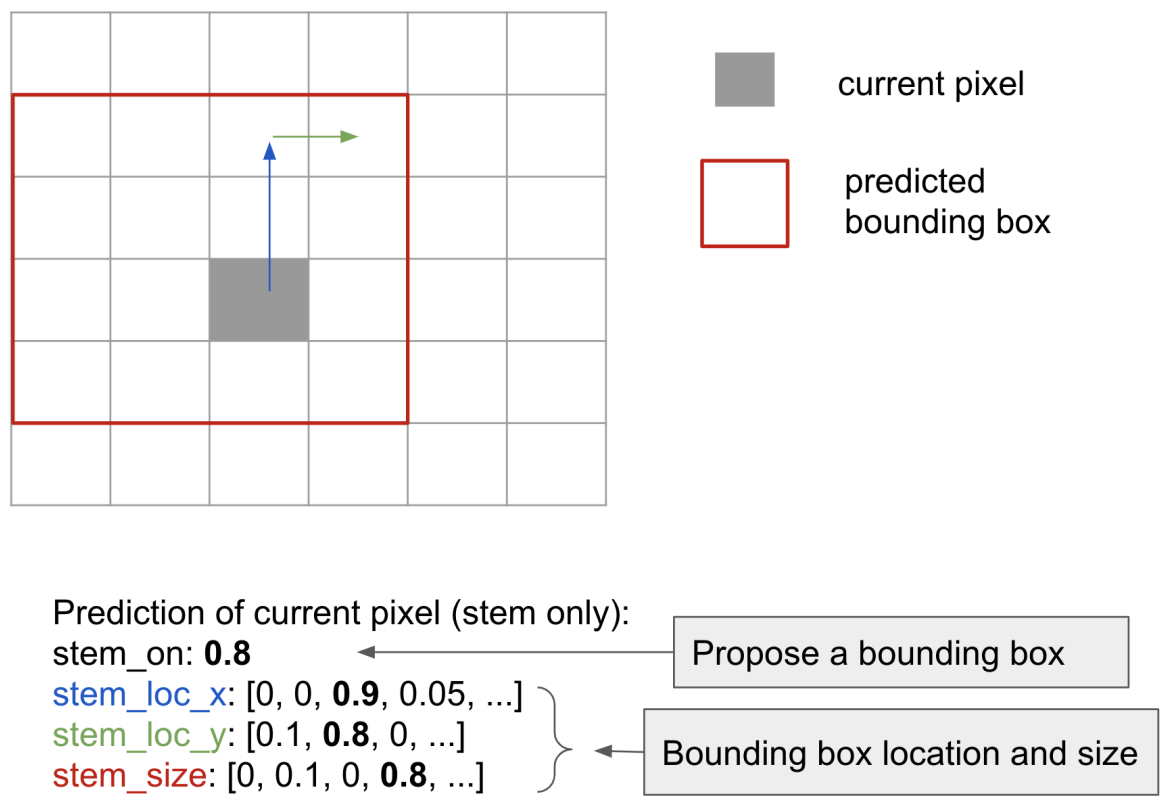 current pixel
predicted
bounding box
Prediction of current pixel (stem only):
stem_on: 0.8
Propose a bounding box
stem_loc_x: [0, 0, 0.9, 0.05, ...]
stem_loc_y: [0.1, 0.8, 0, ...]
Bounding box location and size
stem_size: [0, 0.1, 0, 0.8, ...]